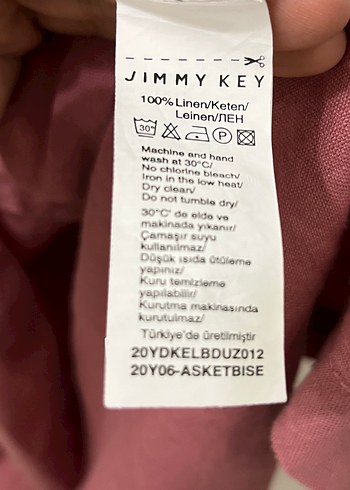 JIMMY KEY
100% Linen/Keten/
Leinen/ЛЕН
30°
P
Machine and hand
wash at 30°C/
No chlorine bleach/
Iron in the low heat/
Dry clean/
Do not tumble dry/
30°C' de elde ve
makinada yıkanır/
Çamaşır suyu
kullanılmaz/
Düşük ısıda ütüleme
yapınız/
Kuru temizleme
yapılabilir/
Kurutma makinasında
kurutulmaz/
Türkiye'de üretilmiştir
20YDKELBDUZ012
20Y06-ASKETBISE